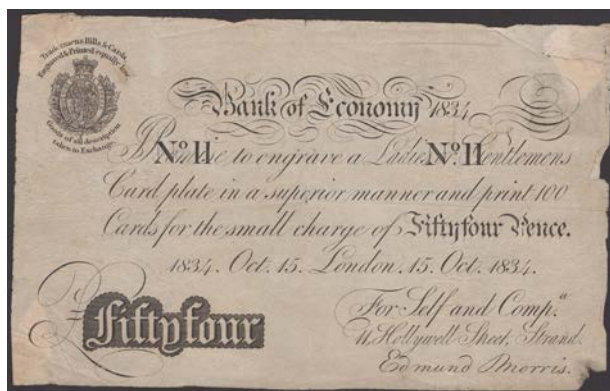 Tradesmens Bills & Cards,
Engraved & Printed equally low
Goods of all description
taken in Exchange.
Bank of Economy 1834
I Promise to engrave a Ladies or Gentlemens
No 11 No 11
Card plate in a superior manner and print 100
Cards for the small charge of Fiftyfour Pence.
1834. Oct. 15. London. 15. Oct. 1834.
For Self and Comp.a
Fiftyfour
11, Hollywell Street, Strand.
Edmund Morris.